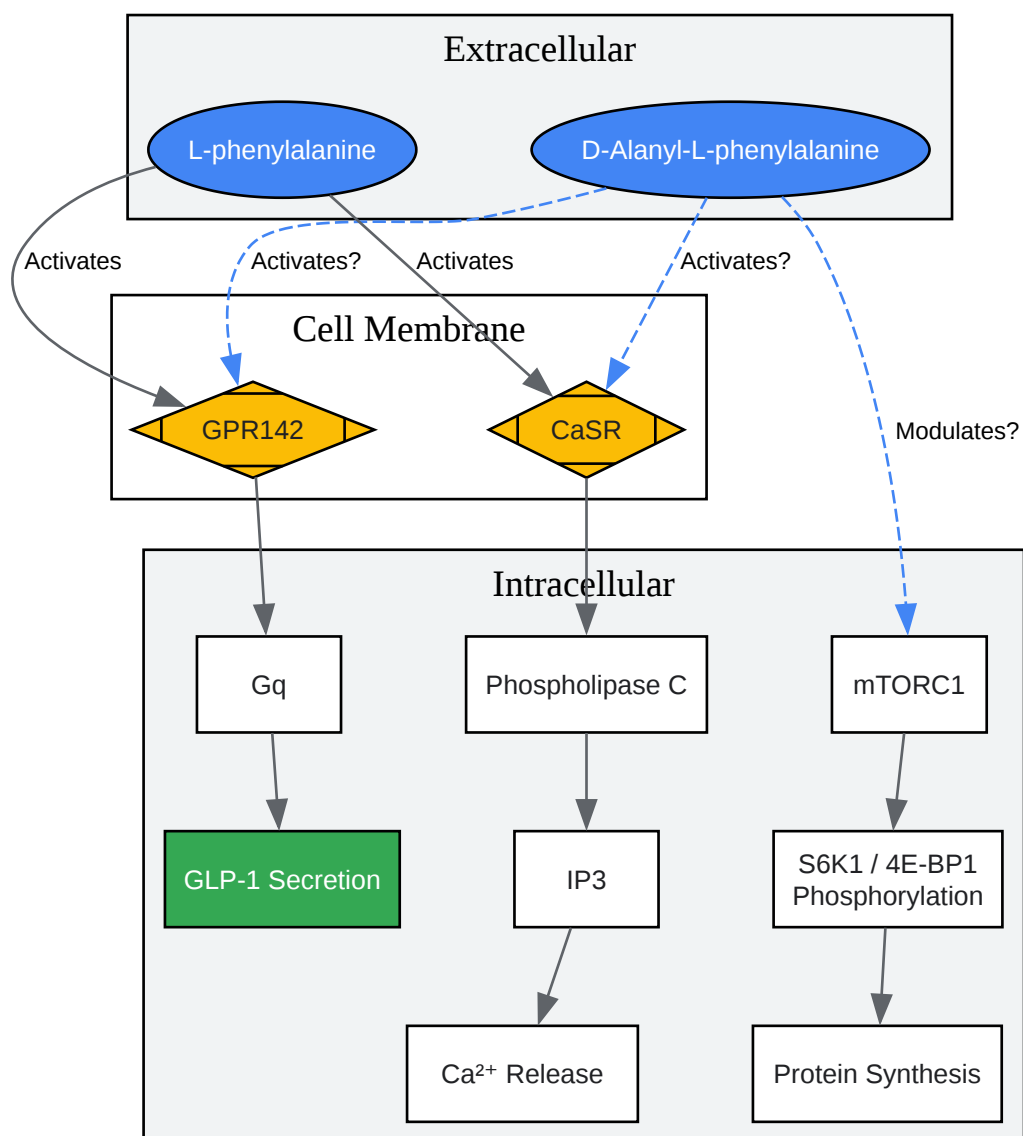 Extracellular
L-phenylalanine
D-Alanyl-L-phenylalanine
Activates
Activates?
Activates
Activates?
Cell Membrane
GPR142
CaSR
Modulates?
Intracellular
Gq
Phospholipase C
mTORC1
GLP-1 Secretion
IP3
S6K1 / 4E-BP1
Phosphorylation
Ca²⁺ Release
Protein Synthesis